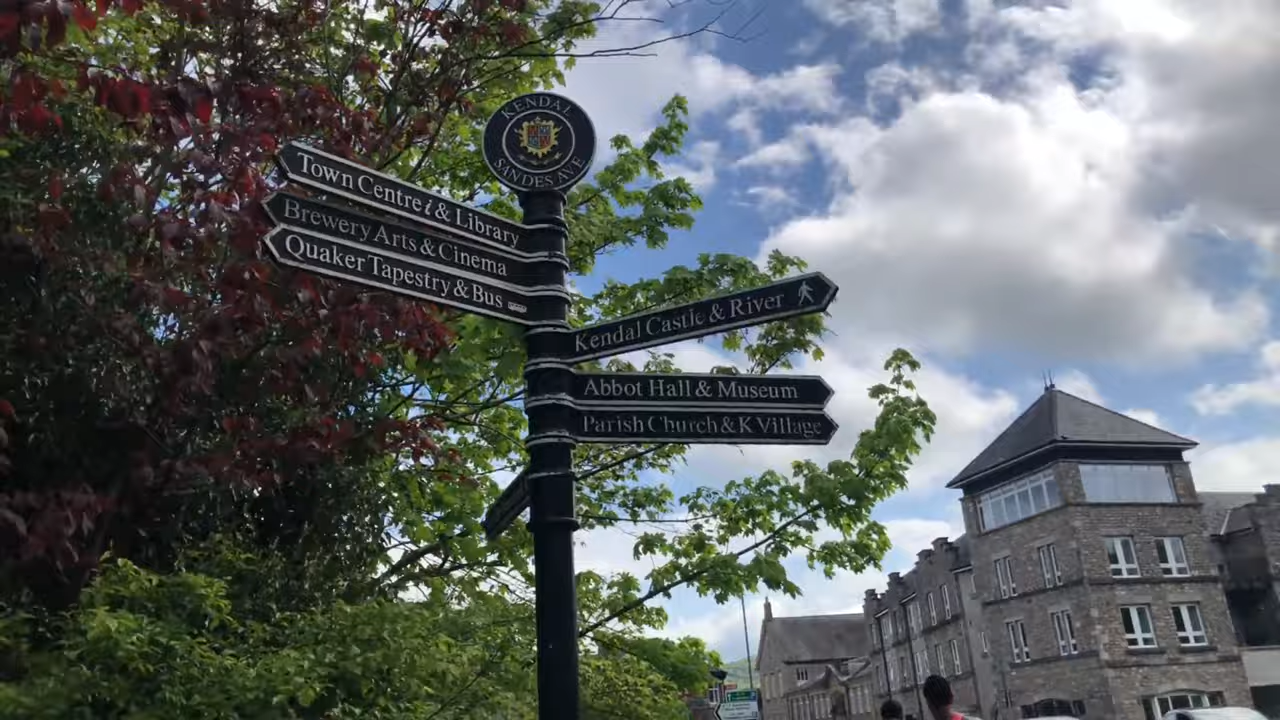 KENDAL
SANDES AVE
Town Centre i & Library
Brewery Arts & Cinema
Quaker Tapestry & Bus
Kendal Castle & River
Abbot Hall & Museum
Parish Church & K Village